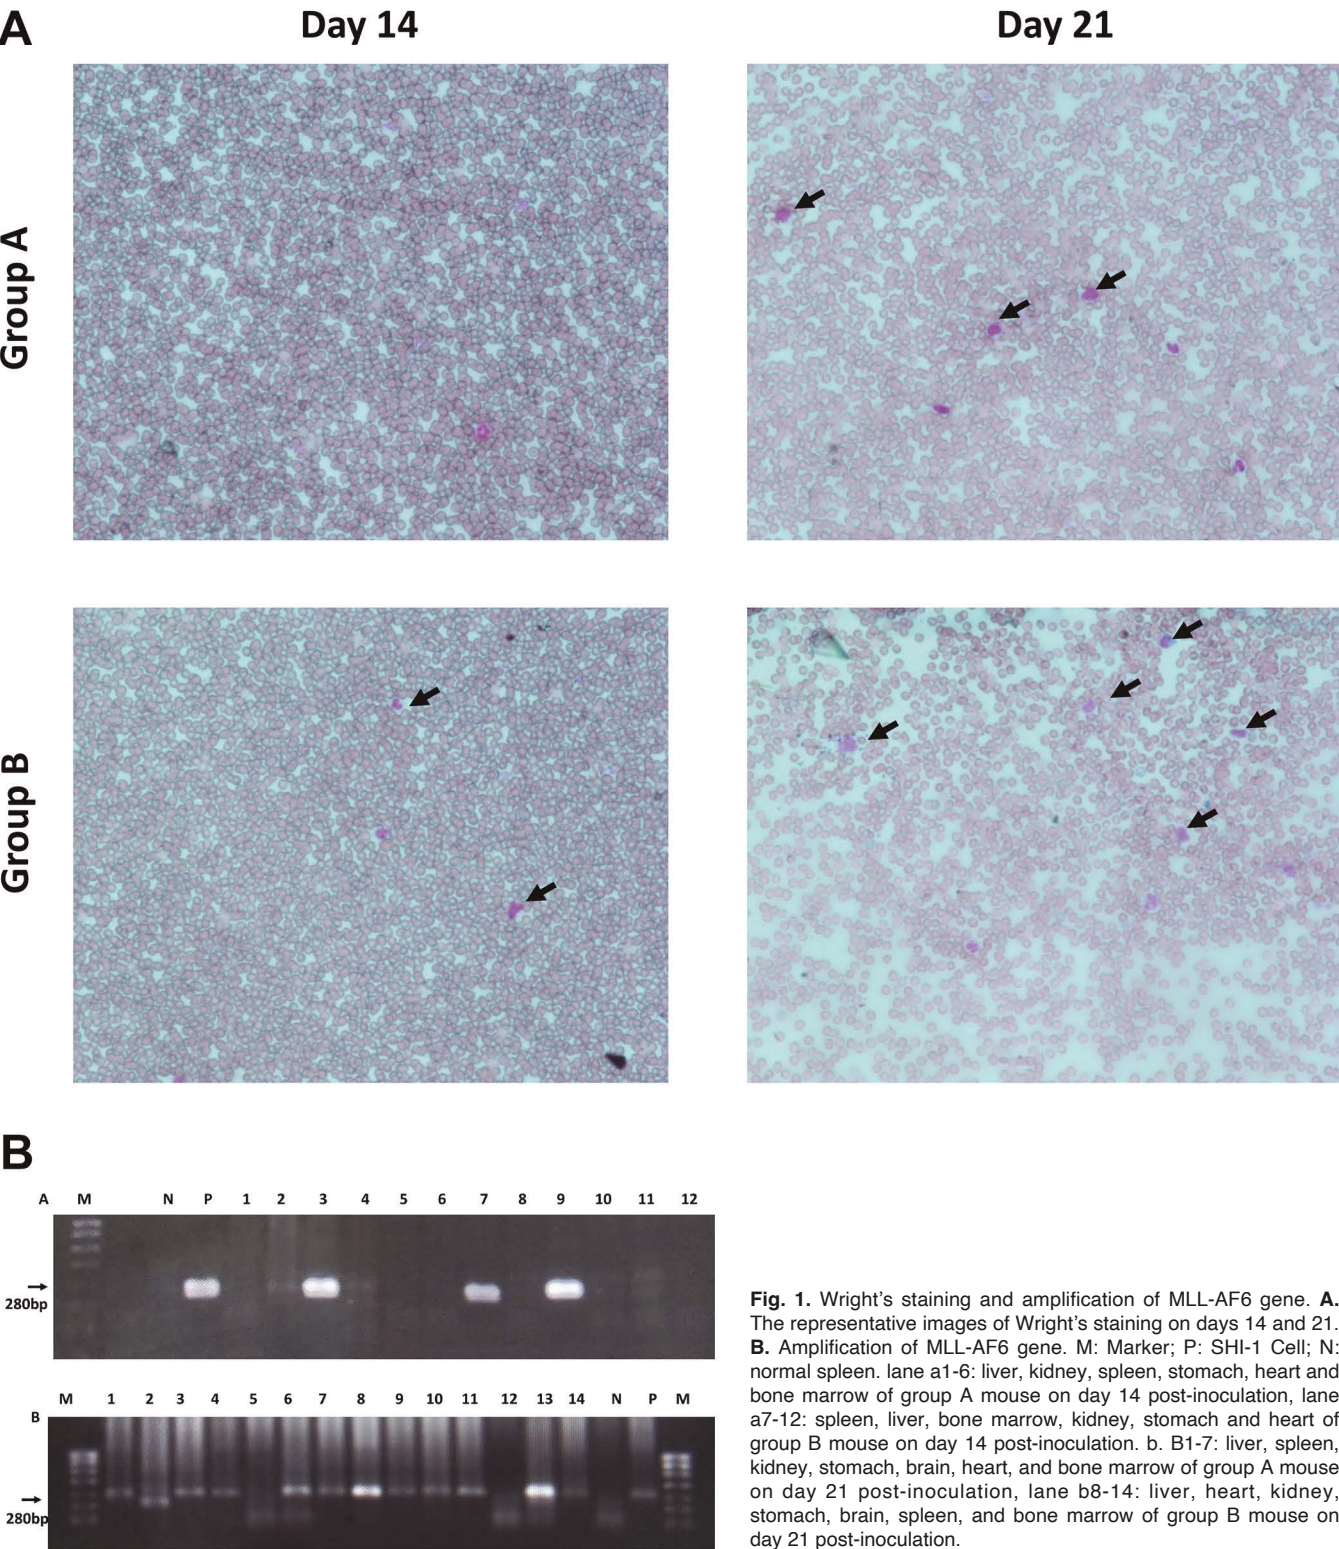 A
Day 14
Day 21
Group A
Group B
B
A M N P 1 2 3 4 5 6 7 8 9 10 11 12
280bp
M 1 2 3 4 5 6 7 8 9 10 11 12 13 14 N P M
B
280bp
Fig. 1. Wright's staining and amplification of MLL-AF6 gene. A.
The representative images of Wright's staining on days 14 and 21.
B. Amplification of MLL-AF6 gene. M: Marker; P: SHI-1 Cell; N:
normal spleen. lane a1-6: liver, kidney, spleen, stomach, heart and
bone marrow of group A mouse on day 14 post-inoculation, lane
a7-12: spleen, liver, bone marrow, kidney, stomach and heart of
group B mouse on day 14 post-inoculation. b. B1-7: liver, spleen,
kidney, stomach, brain, heart, and bone marrow of group A mouse
on day 21 post-inoculation, lane b8-14: liver, heart, kidney,
stomach, brain, spleen, and bone marrow of group B mouse on
day 21 post-inoculation.